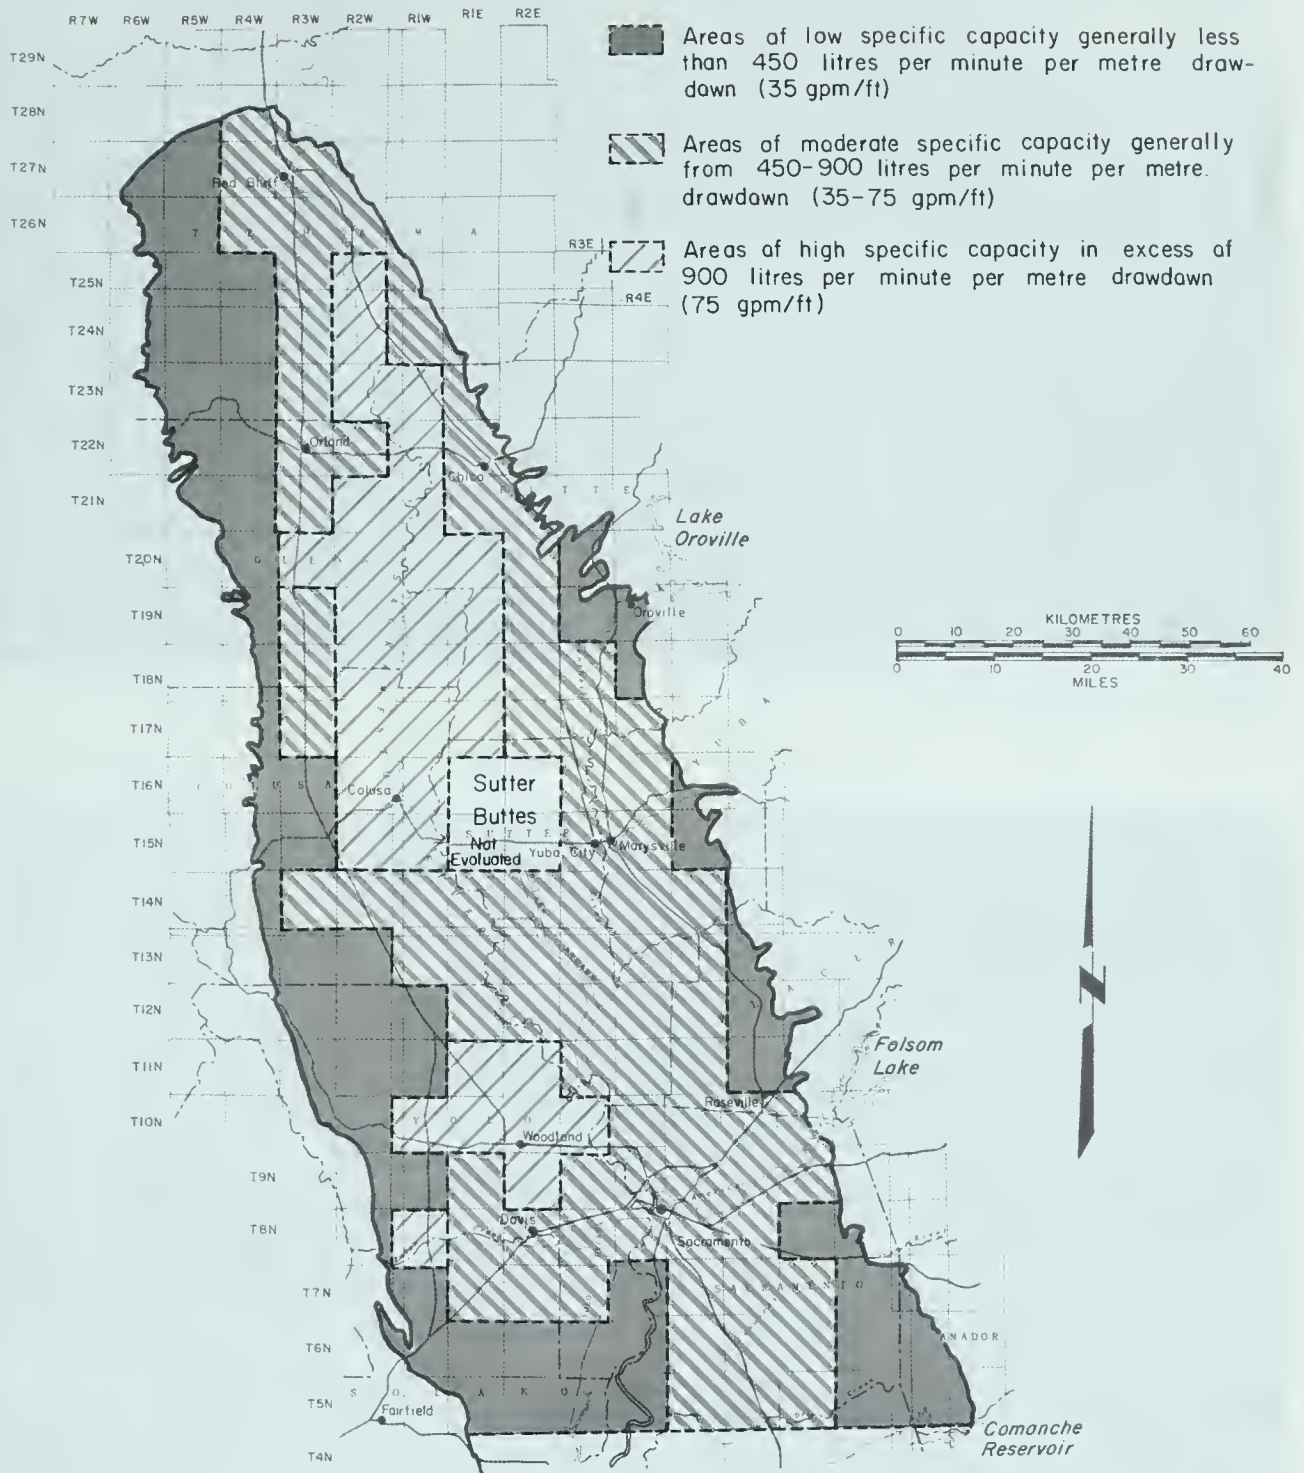 R7W R6W R5W R4W R3W R2W R1W R1E R2E
Areas of low specific capacity generally less
than 450 litres per minute per metre draw-
down (35 gpm/ft)
Areas of moderate specific capacity generally
from 450-900 litres per minute per metre.
drawdown (35-75 gpm/ft)
Areas of high specific capacity in excess of
900 litres per minute per metre drawdown
(75 gpm/ft)
T29N
T28N
T27N
Red Bluff
T26N
T E H A M A
R3E
T25N
R4E
T24N
T23N
T22N
Orland
Chico
T21N
B U T T E
Lake
Oroville
T20N
G L E
T19N
Oroville
KILOMETRES
0 10 20 30 40 50 60
0 10 20 30 40
MILES
T18N
T17N
B A
T16N
C O L U S A
Colusa
Sutter
Buttes
S U T T E R
Not
Evaluated
T15N
Yuba City
Marysville
T14N
T13N
P L A C E R
N
T12N
Folsom
Lake
T11N
Roseville
T10N
Y O L O
Woodland
T9N
AMERICAN
T8N
Davis
Sacramento
T7N
S A C R A M E N T O
T6N
AMADOR
T5N
S O L A N O
Fairfield
Comanche
Reservoir
T4N